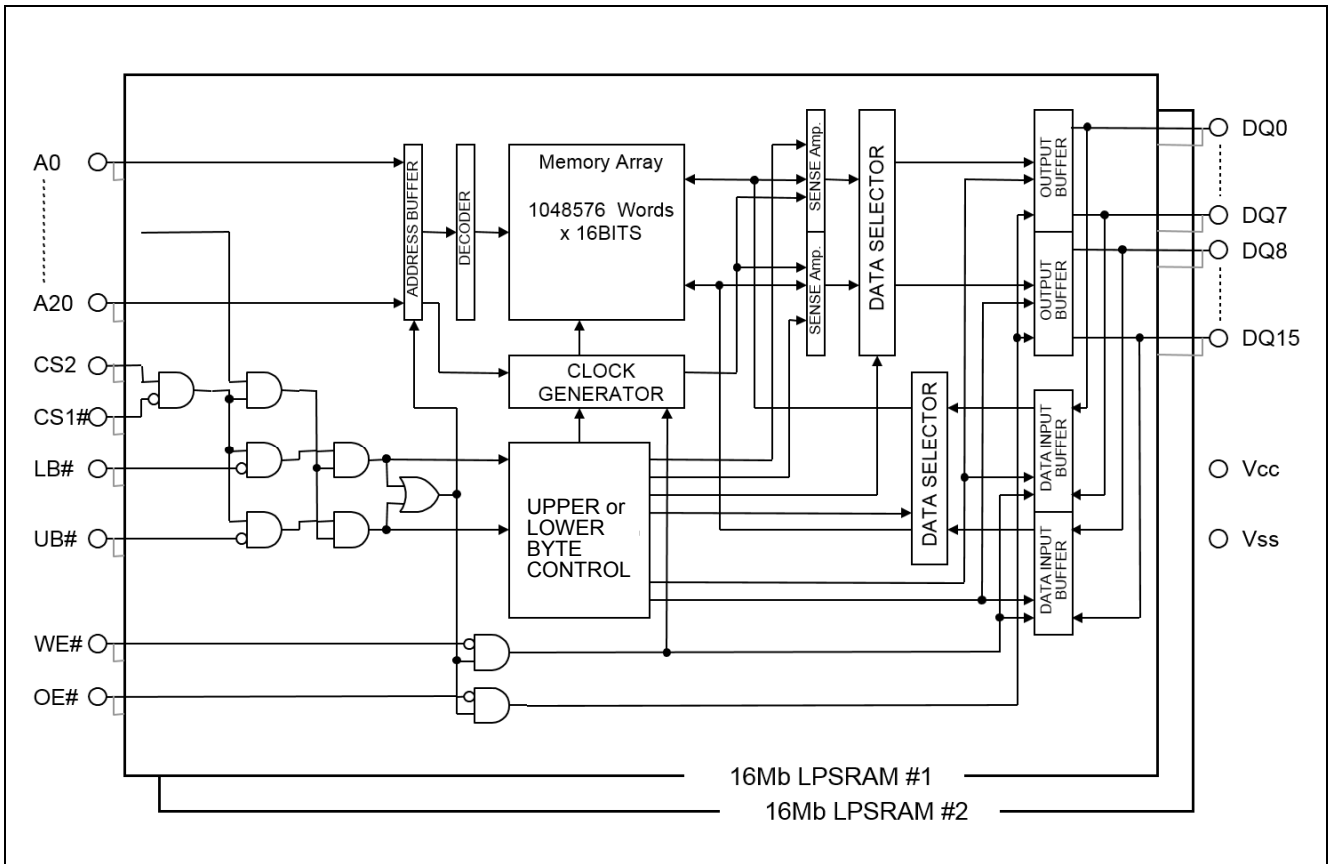 A0
A20
CS2
CS1#
LB#
UB#
WE#
OE#
ADDRESS BUFFER
DECODER
Memory Array
1048576 Words
x 16BITS
CLOCK
GENERATOR
UPPER or
LOWER
BYTE
CONTROL
SENSE Amp.
SENSE Amp.
DATA SELECTOR
DATA SELECTOR
OUTPUT
BUFFER
OUTPUT
BUFFER
DATA INPUT
BUFFER
DATA INPUT
BUFFER
DQ0
DQ7
DQ8
DQ15
Vcc
Vss
16Mb LPSRAM #1
16Mb LPSRAM #2